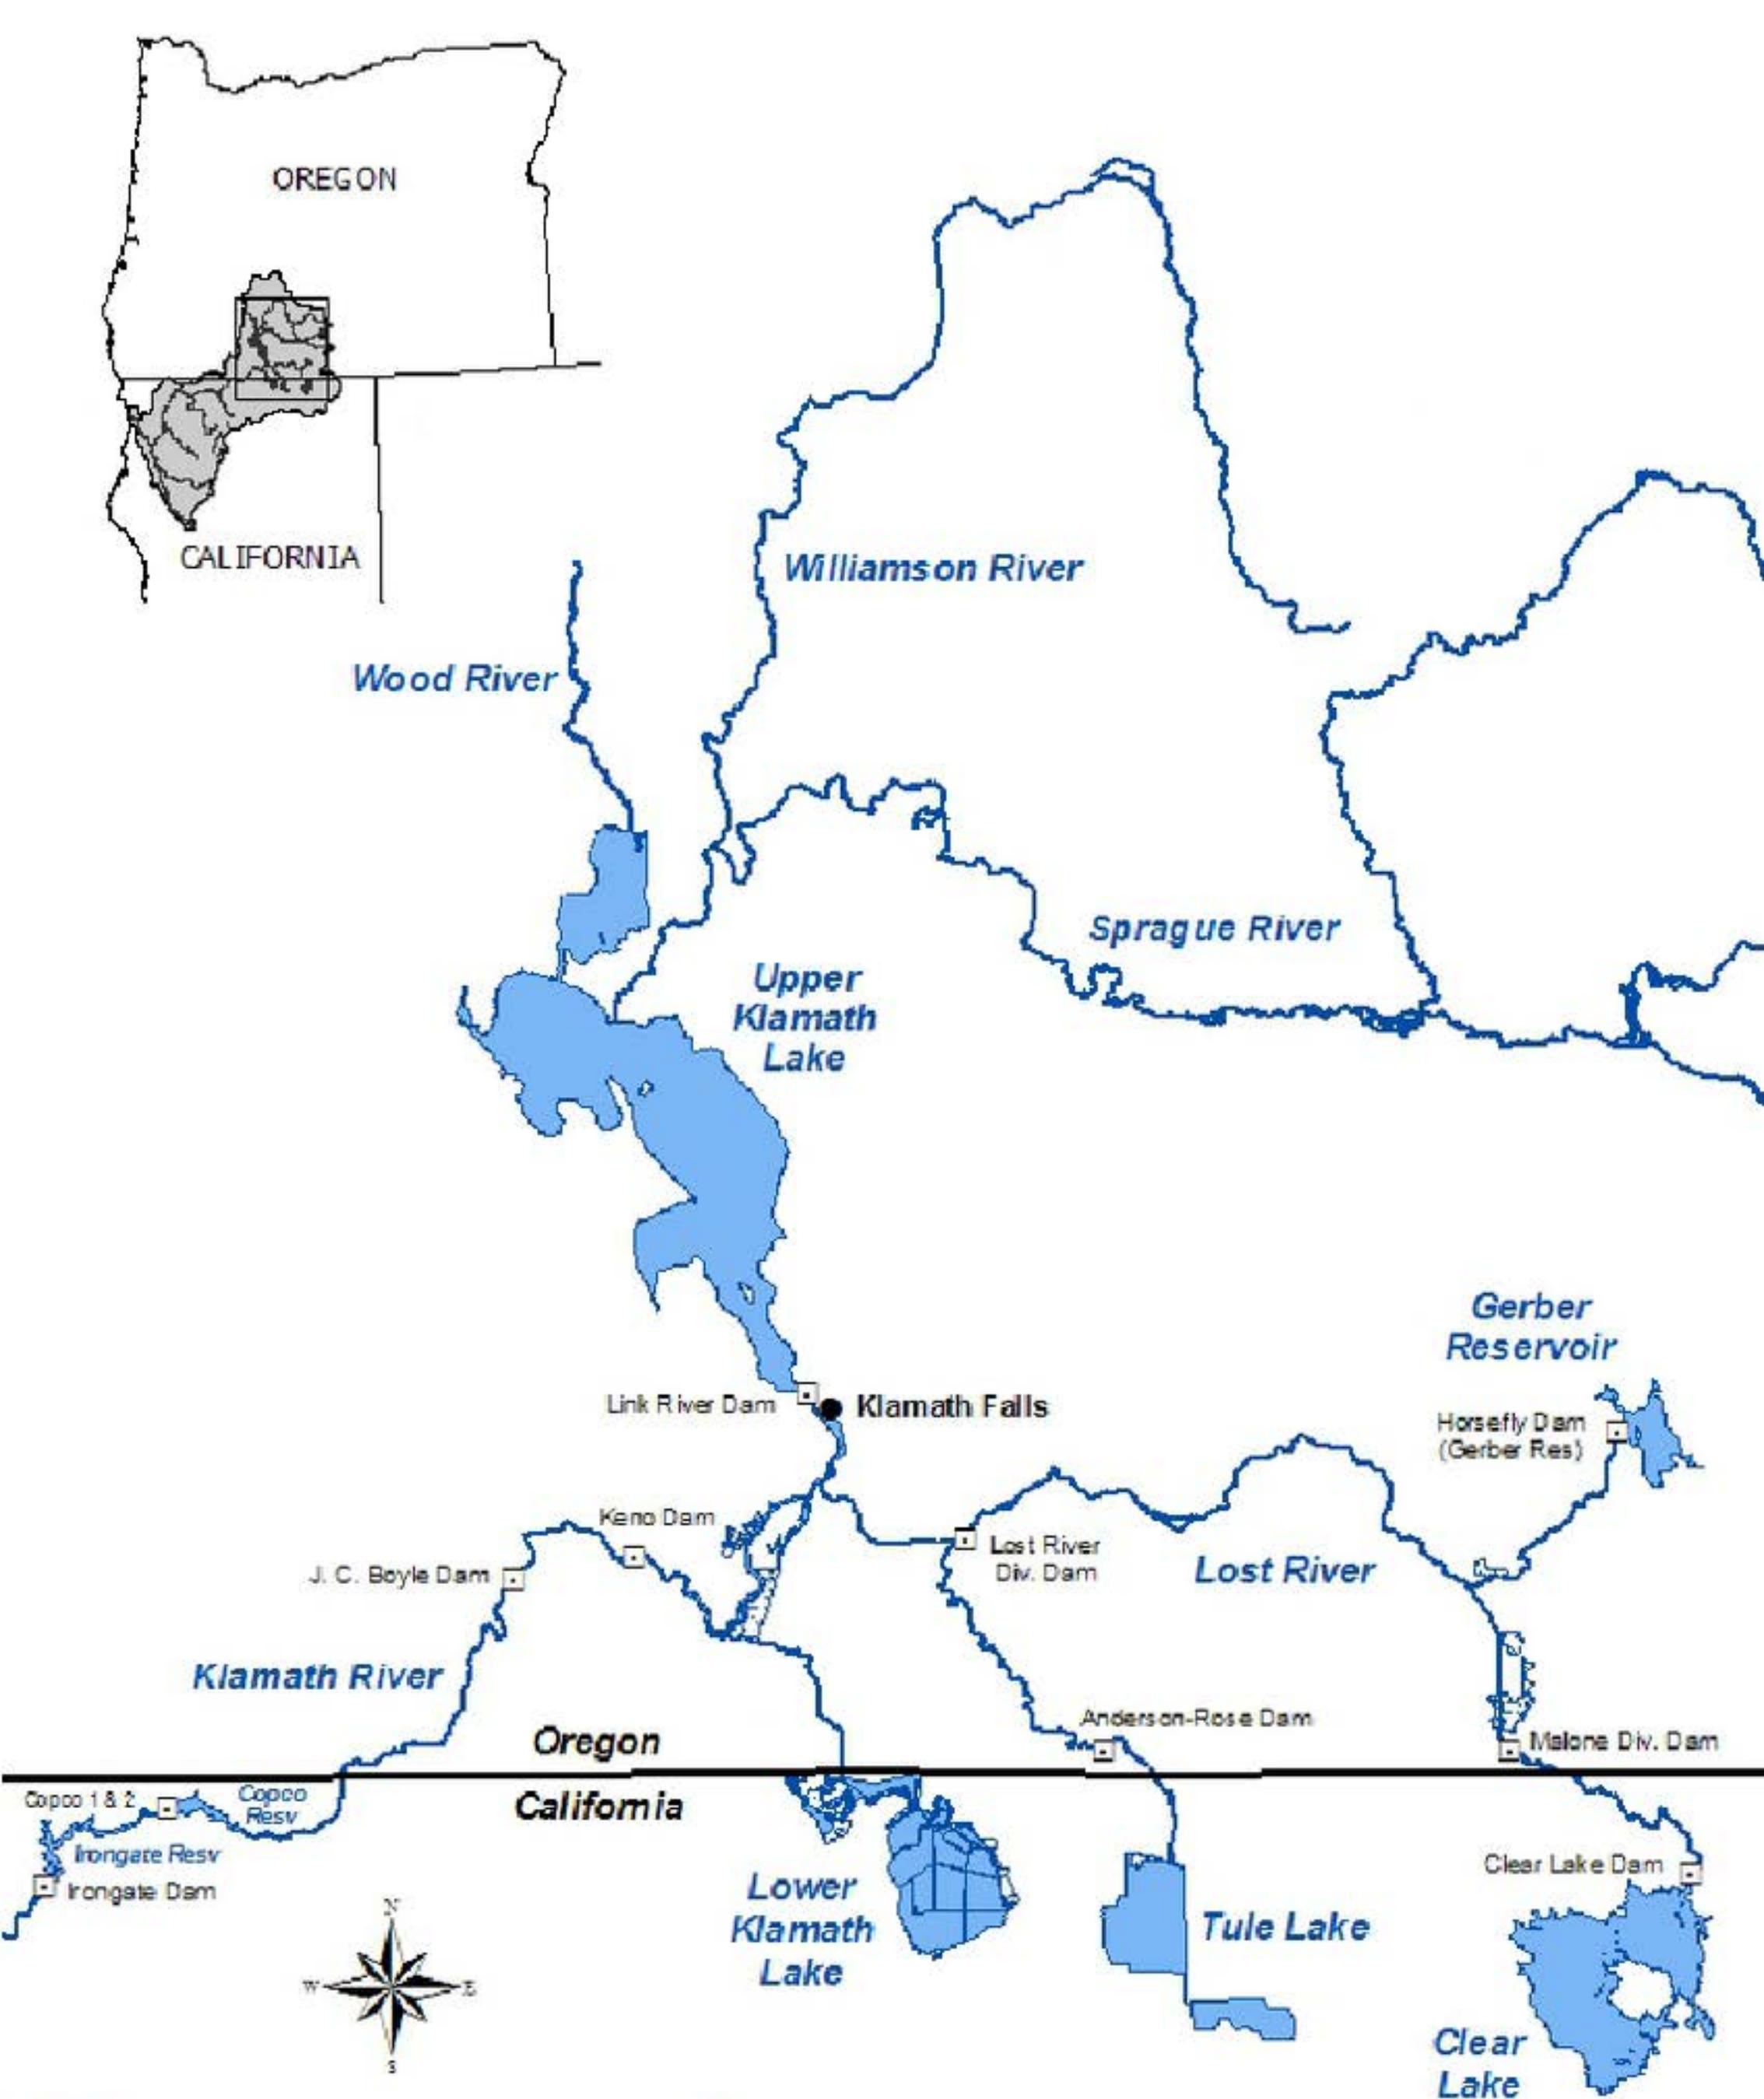 OREGON
CALIFORNIA
Williamson River
Wood River
Sprague River
Upper
Klamath
Lake
Gerber
Reservoir
Link River Dam
Klamath Falls
Horsefly Dam
(Gerber Res)
Keno Dam
Lost River
Div. Dam
Lost River
J. C. Boyle Dam
Klamath River
Anderson-Rose Dam
Oregon
Malone Div. Dam
California
Copco 1 & 2
Copco
Resv
Irongate Resv
Irongate Dam
Clear Lake Dam
Lower
Klamath
Lake
Tule Lake
N
W
E
S
Clear
Lake